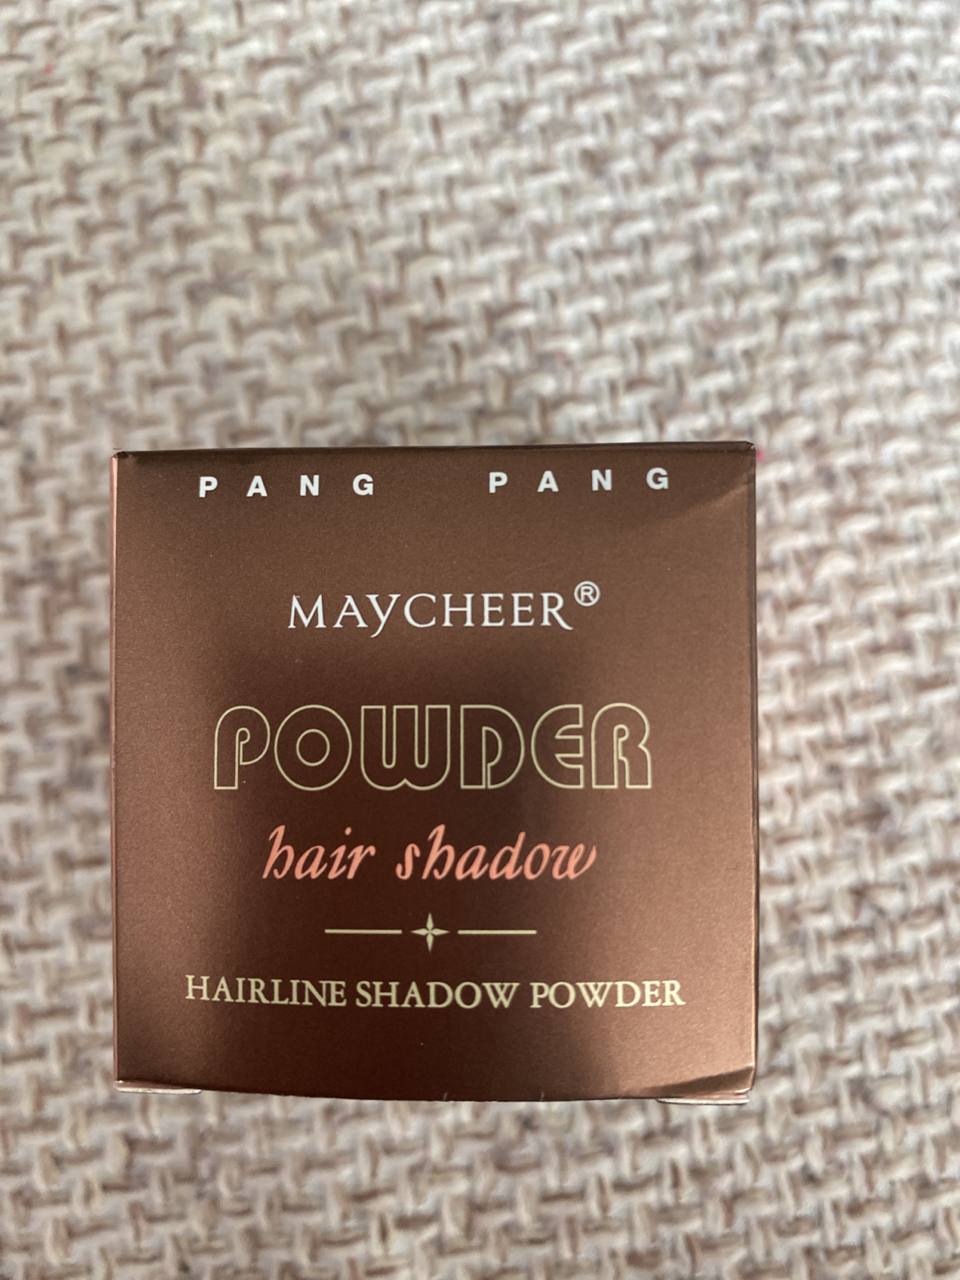 PANG PANG
MAYCHEER®
POWDER
hair shadow
HAIRLINE SHADOW POWDER